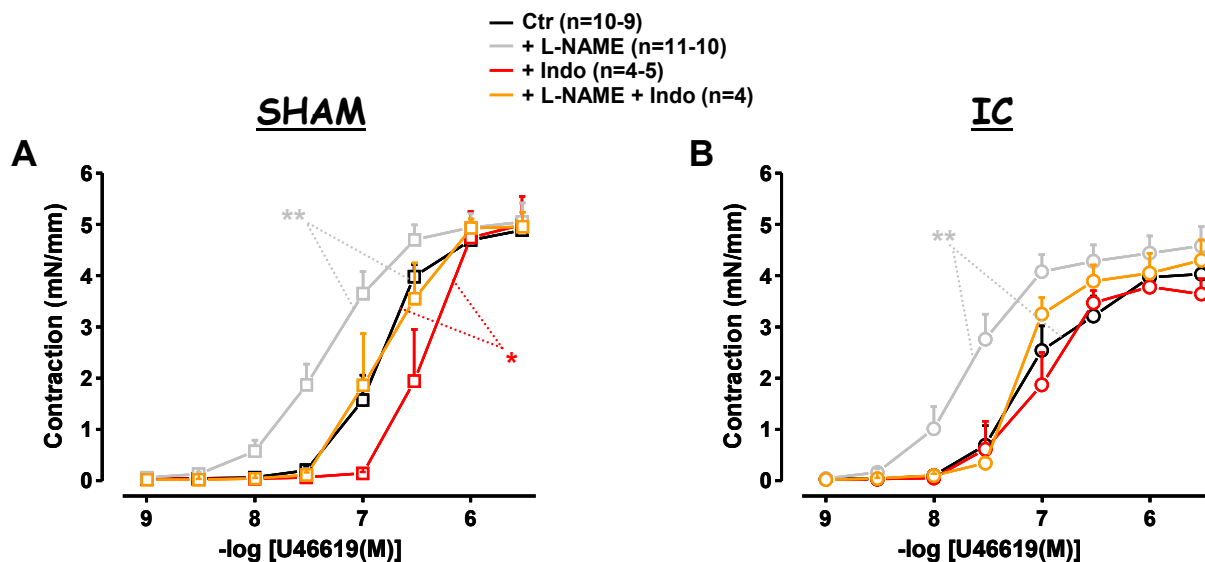 Ctr (n=10-9)
+ L-NAME (n=11-10)
+ Indo (n=4-5)
+ L-NAME + Indo (n=4)
SHAM
IC
A
B
Contraction (mN/mm)
6
5
4
3
2
1
0
**
*
9
8
7
6
-log [U46619(M)]
Contraction (mN/mm)
6
5
4
3
2
1
0
**
9
8
7
6
-log [U46619(M)]